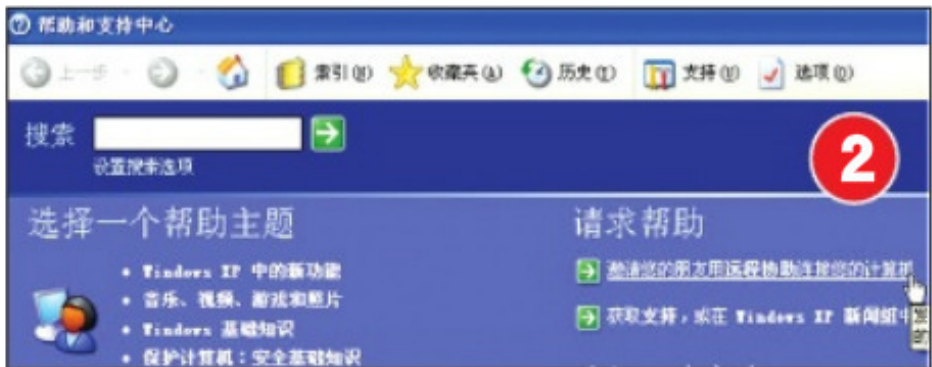 帮助和支持中心
上一步 索引(N) 收藏夹(A) 历史(I) 支持(U) 选项(O)
搜索
设置搜索选项
2
选择一个帮助主题
Windows XP 中的新功能
音乐、视频、游戏和照片
Windows 基础知识
保护计算机：安全基础知识
请求帮助
邀请您的朋友用远程协助连接您的计算机
获取支持，或在 Windows XP 新闻组中